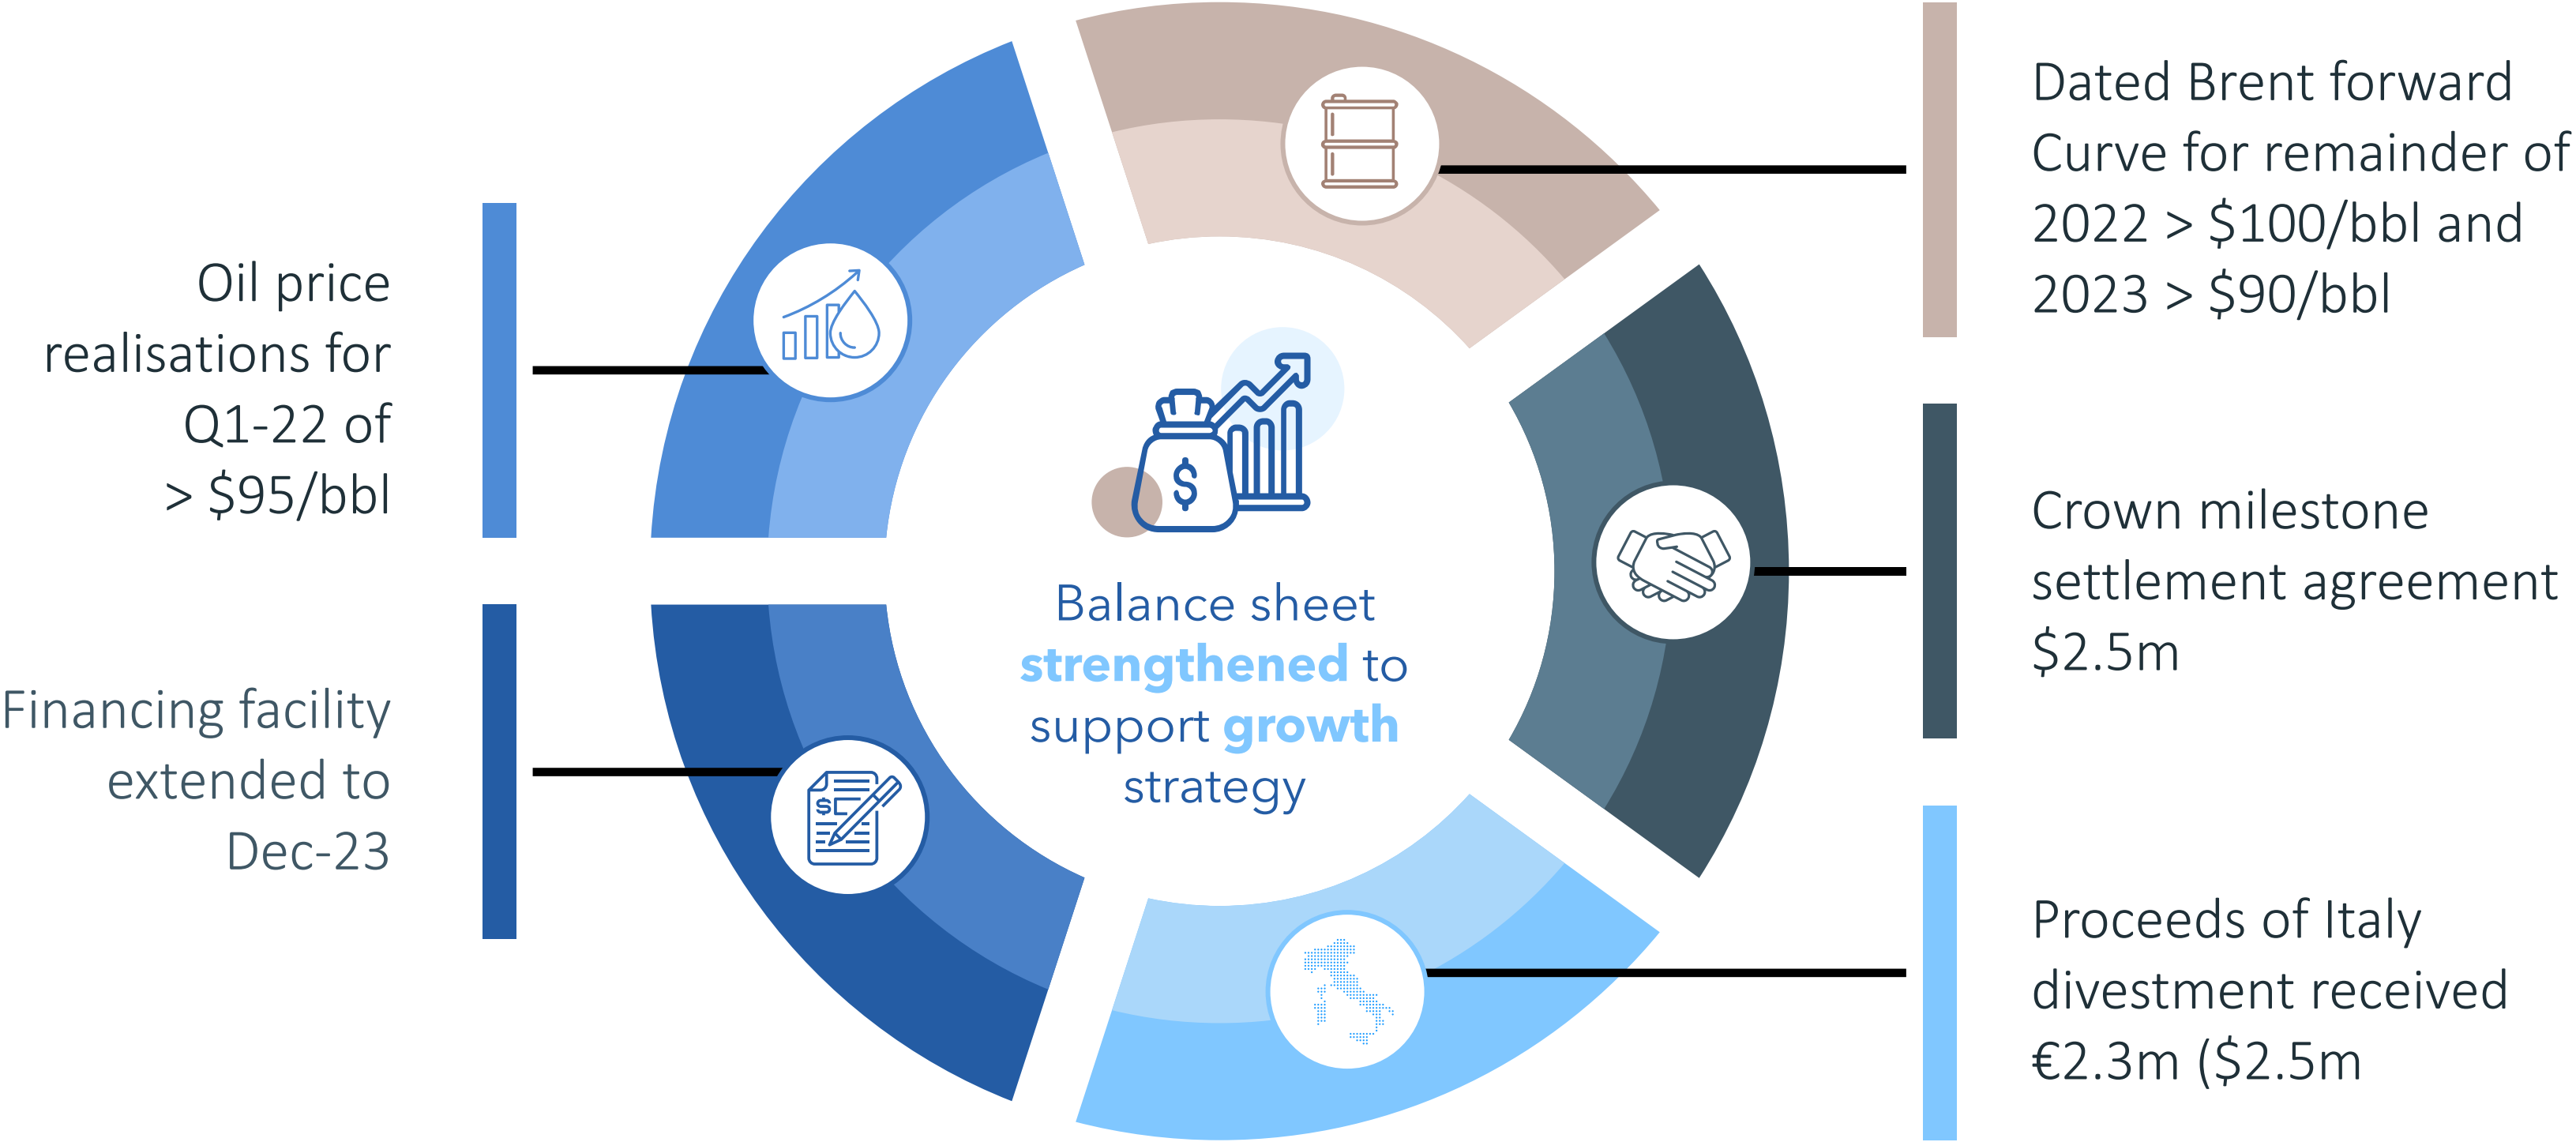 Oil price
realisations for
Q1-22 of
> $95/bbl
Financing facility
extended to
Dec-23
$
Balance sheet
strengthened to
support growth
strategy
$
Dated Brent forward
Curve for remainder of
2022 > $100/bbl and
2023 > $90/bbl
Crown milestone
settlement agreement
$2.5m
Proceeds of Italy
divestment received
€2.3m ($2.5m